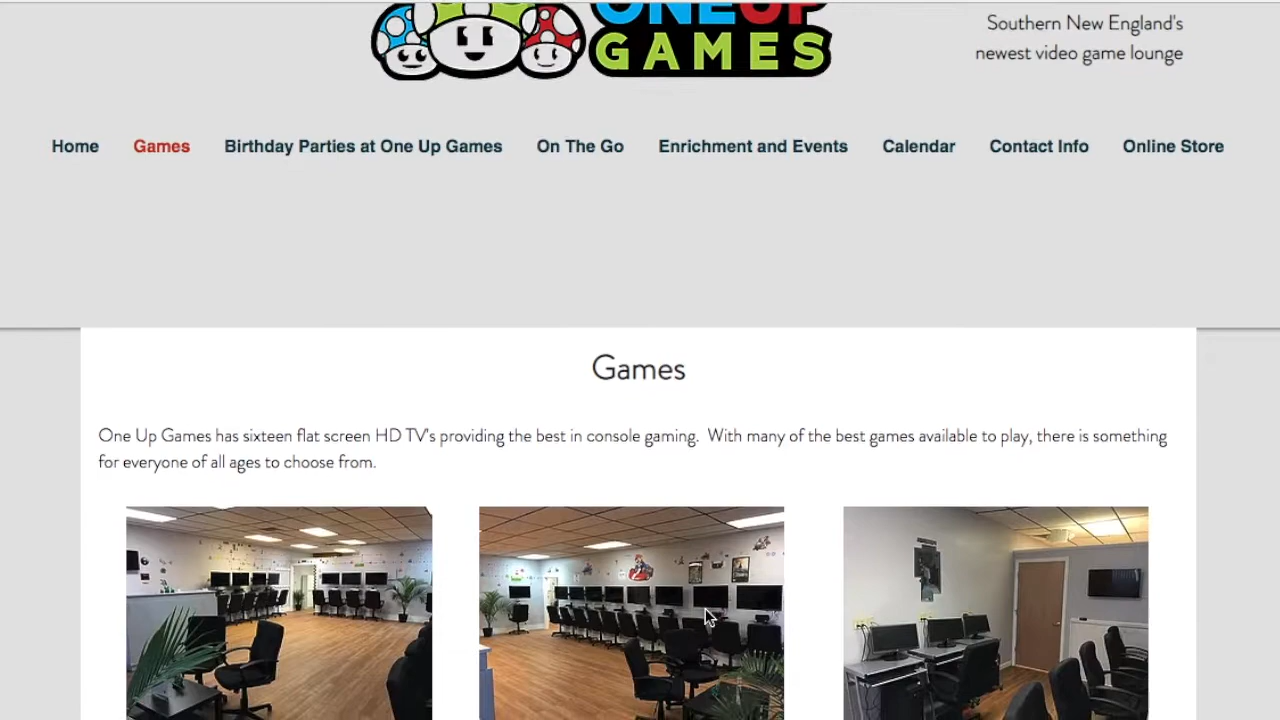 ONEUP
GAMES
Southern New England's
newest video game lounge
Home Games Birthday Parties at One Up Games On The Go Enrichment and Events Calendar Contact Info Online Store
Games
One Up Games has sixteen flat screen HD TV's providing the best in console gaming. With many of the best games available to play, there is something
for everyone of all ages to choose from.